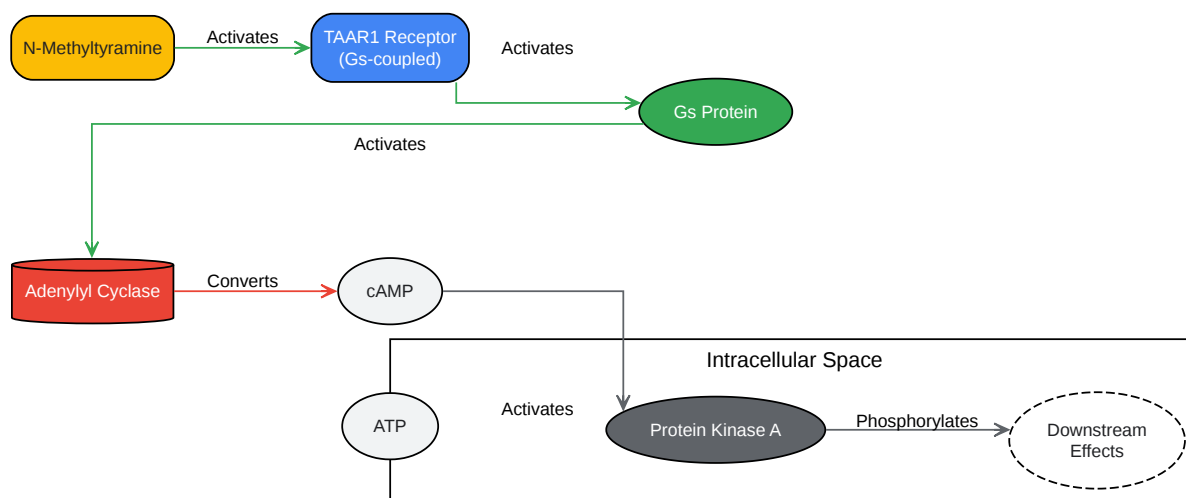 N-Methyltyramine
Activates
TAAR1 Receptor
(Gs-coupled)
Activates
Gs Protein
Activates
Adenylyl Cyclase
Converts
cAMP
Intracellular Space
ATP
Activates
Protein Kinase A
Phosphorylates
Downstream
Effects